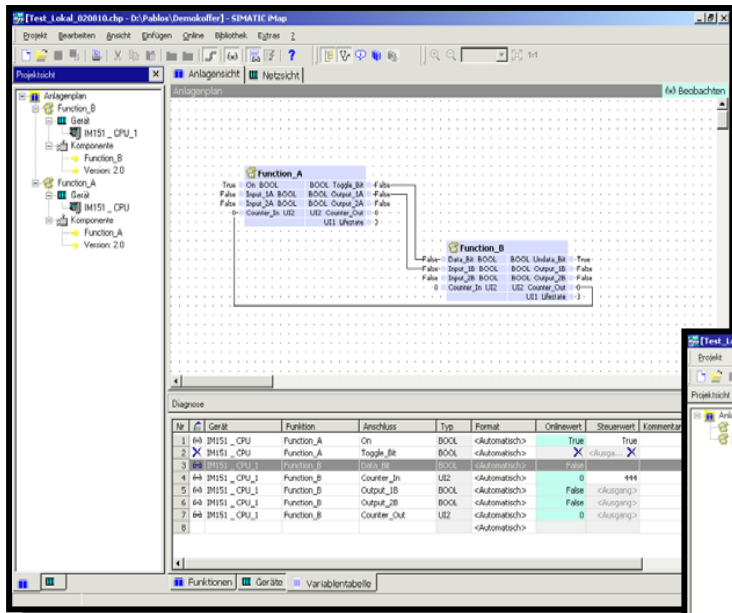 [Test_Lokal_020810.cbp - D:\Pablos\Demokoffer] - SIMATIC iMap
Projekt Bearbeiten Ansicht Einfügen Online Bibliothek Extras ?
1:1
Projektsicht
Anlagensicht Netzsicht
Anlagenplan Beobachten
Anlagenplan
Function_B
Gerät
IM151 _ CPU_1
Komponente
Function_B
Version: 2.0
Function_A
Gerät
IM151 _ CPU
Komponente
Function_A
Version: 2.0
Function_A
True On BOOL BOOL Toggle_Bit False
False Input_1A BOOL BOOL Output_1A False
False Input_2A BOOL BOOL Output_2A False
0 Counter_In UI2 UI2 Counter_Out 0
UI1 Lifestate 3
Function_B
False Data_Bit BOOL BOOL Undata_Bit True
False Input_1B BOOL BOOL Output_1B False
False Input_2B BOOL BOOL Output_2B False
0 Counter_In UI2 UI2 Counter_Out 0
UI1 Lifestate 3
Diagnose
Nr Gerät Funktion Anschluss Typ Format Onlinewert Steuerwert Kommentar
1 IM151 _ CPU Function_A On BOOL <Automatisch> True True
2 IM151 _ CPU Function_A Toggle_Bit BOOL <Automatisch> X <Ausga... X
3 IM151 _ CPU_1 Function_B Data_Bit BOOL <Automatisch> False
4 IM151 _ CPU_1 Function_B Counter_In UI2 <Automatisch> 0 444
5 IM151 _ CPU_1 Function_B Output_1B BOOL <Automatisch> False <Ausgang>
6 IM151 _ CPU_1 Function_B Output_2B BOOL <Automatisch> False <Ausgang>
7 IM151 _ CPU_1 Function_B Counter_Out UI2 <Automatisch> 0 <Ausgang>
8 <Automatisch>
Funktionen Geräte Variablentabelle
[Test_L
Projekt
Projektsicht
Anl